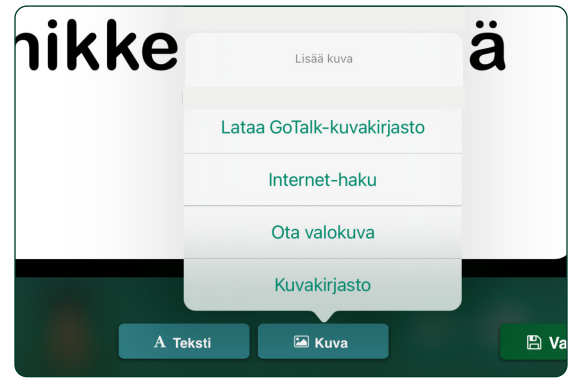 nikke ä
Lisää kuva
Lataa GoTalk-kuvakirjasto
Internet-haku
Ota valokuva
Kuvakirjasto
A Teksti
Kuva
Va